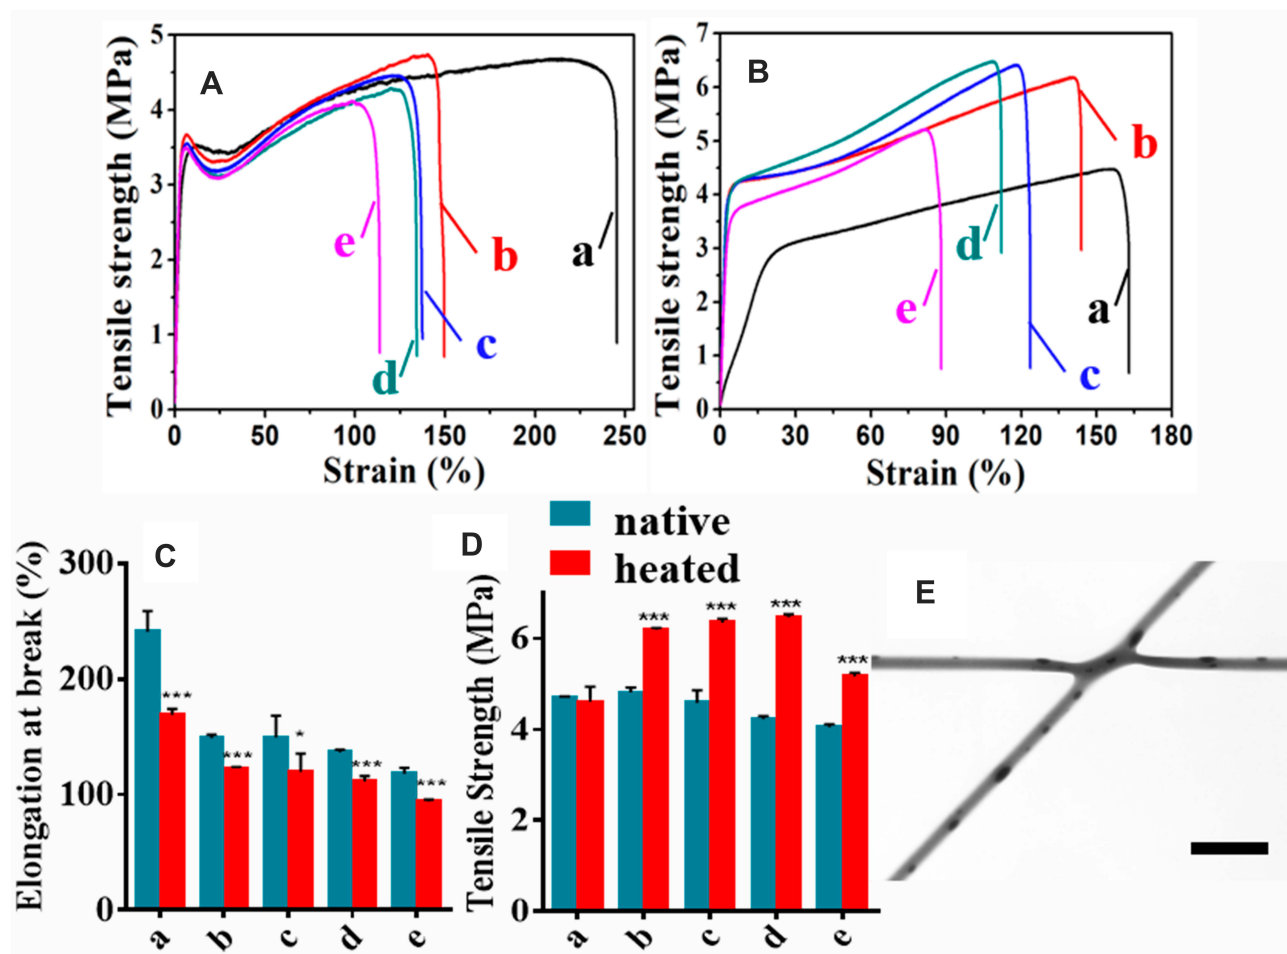 A
Tensile strength (MPa)
5
4
3
2
1
0
0 50 100 150 200 250
Strain (%)
a
b
c
d
e
B
Tensile strength (MPa)
7
6
5
4
3
2
1
0
0 30 60 90 120 150 180
Strain (%)
b
d
e
a
c
C
Elongation at break (%)
300
200
100
0
***
***
*
***
***
a b c d e
D
native
heated
Tensile Strength (MPa)
6
4
2
0
***
***
***
***
a b c d e
E